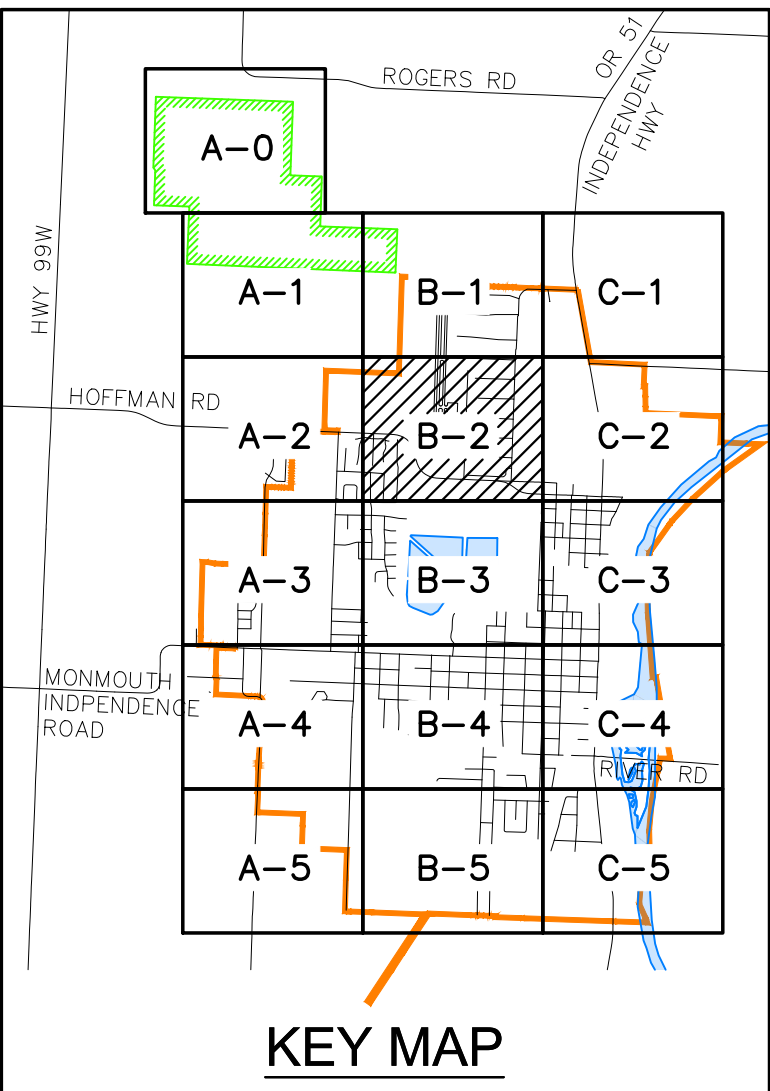 OR 51
INDEPENDENCE
HWY
ROGERS RD
A-0
HWY 99W
A-1
B-1
C-1
HOFFMAN RD
A-2
B-2
C-2
A-3
B-3
C-3
MONMOUTH
INDPENDENCE
ROAD
A-4
B-4
C-4
RIVER RD
A-5
B-5
C-5
KEY MAP